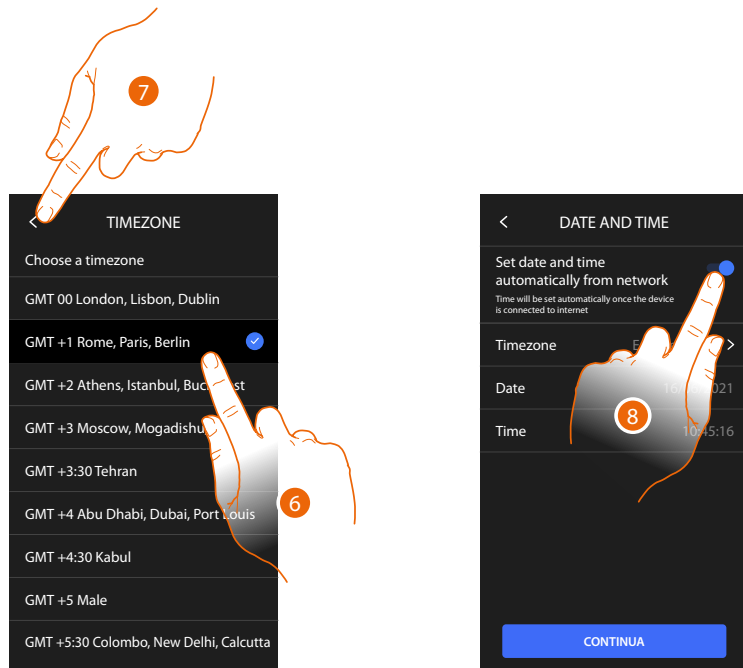 7
TIMEZONE
Choose a timezone
GMT 00 London, Lisbon, Dublin
GMT +1 Rome, Paris, Berlin
GMT +2 Athens, Istanbul,
GMT +3 Moscow,
GMT +3:30 Tehran
GMT +4 Abu Dhabi, Dubai, Port Louis
GMT +4:30 Kabul
GMT +5 Male
GMT +5:30 Colombo, New Delhi, Calcutta
6
DATE AND TIME
Set date and time
automatically from network
Time will be set automatically once the device
is connected to internet
Timezone
Date
Time 10:45:16
8
CONTINUA